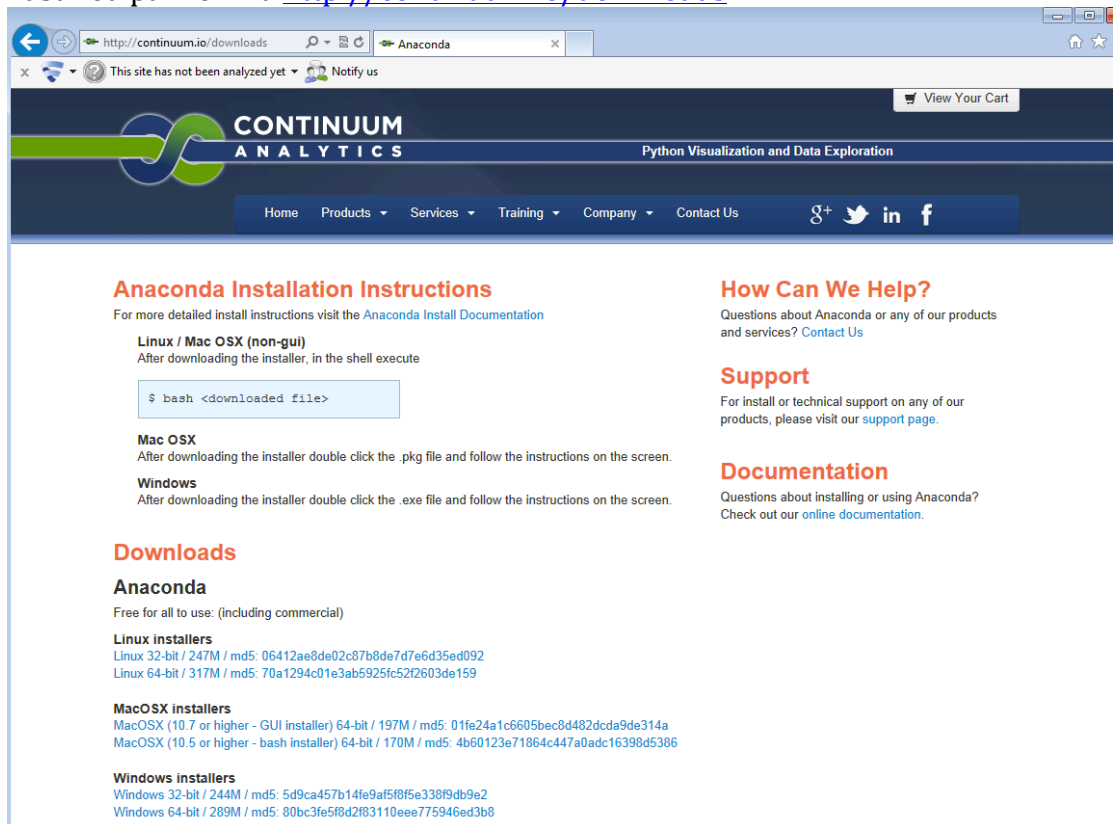 http://continuum.io/downloads
Anaconda
This site has not been analyzed yet
Notify us
View Your Cart
CONTINUUM
ANALYTICS
Python Visualization and Data Exploration
Home Products Services Training Company Contact Us
g+ in f
Anaconda Installation Instructions
For more detailed install instructions visit the Anaconda Install Documentation
Linux / Mac OSX (non-gui)
After downloading the installer, in the shell execute
$ bash <downloaded file>
Mac OSX
After downloading the installer double click the .pkg file and follow the instructions on the screen.
Windows
After downloading the installer double click the .exe file and follow the instructions on the screen.
How Can We Help?
Questions about Anaconda or any of our products
and services? Contact Us
Support
For install or technical support on any of our
products, please visit our support page.
Documentation
Questions about installing or using Anaconda?
Check out our online documentation.
Downloads
Anaconda
Free for all to use: (including commercial)
Linux installers
Linux 32-bit / 247M / md5: 06412ae8de02c87b8de7d7e6d35ed092
Linux 64-bit / 317M / md5: 70a1294c01e3ab5925fc52f2603de159
MacOSX installers
MacOSX (10.7 or higher - GUI installer) 64-bit / 197M / md5: 01fe24a1c6605bec8d482dcda9de314a
MacOSX (10.5 or higher - bash installer) 64-bit / 170M / md5: 4b60123e71864c447a0adc16398d5386
Windows installers
Windows 32-bit / 244M / md5: 5d9ca457b14fe9af5f8f5e338f9db9e2
Windows 64-bit / 289M / md5: 80bc3fe5f8d2f83110eee775946ed3b8